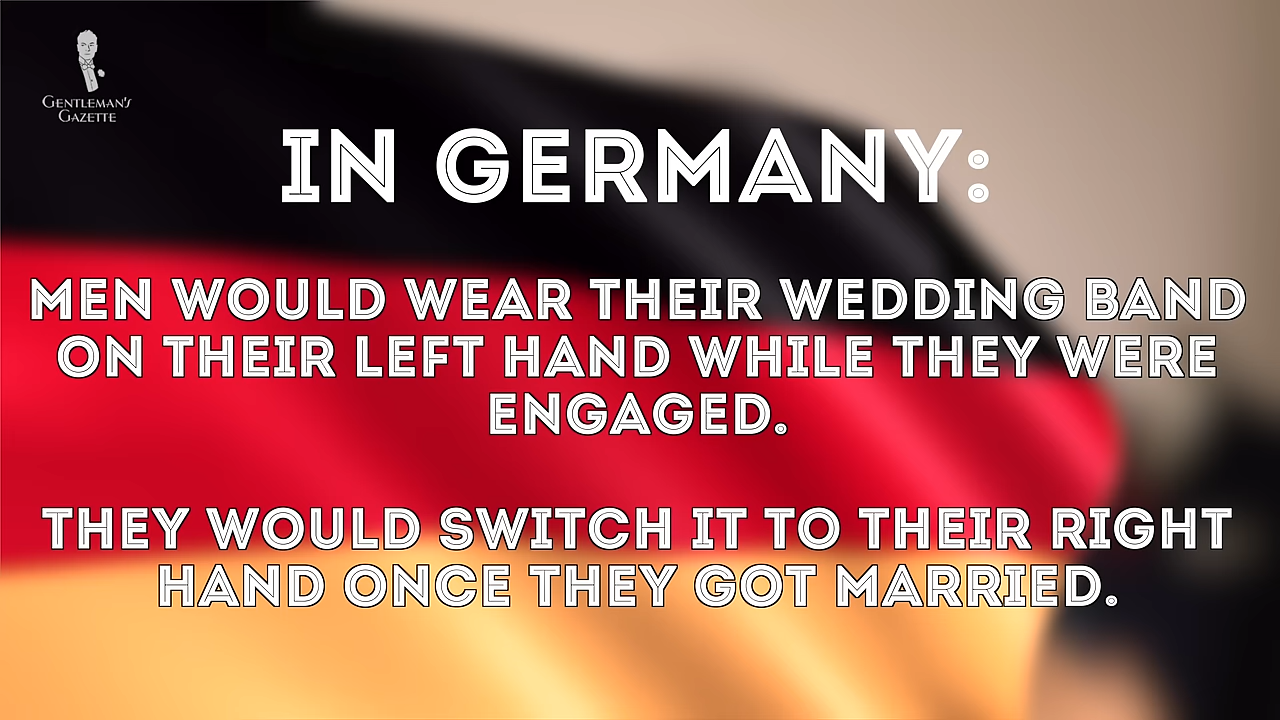 GENTLEMAN'S
GAZETTE
IN GERMANY:
MEN WOULD WEAR THEIR WEDDING BAND
ON THEIR LEFT HAND WHILE THEY WERE
ENGAGED.
THEY WOULD SWITCH IT TO THEIR RIGHT
HAND ONCE THEY GOT MARRIED.